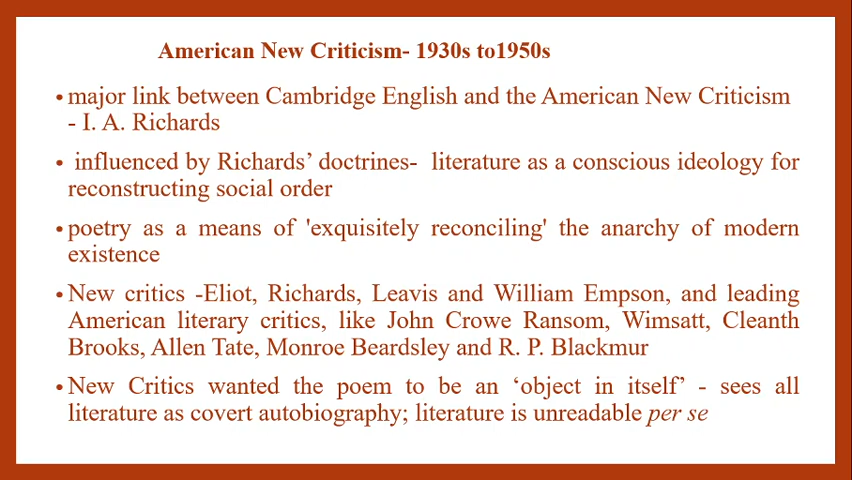 American New Criticism- 1930s to1950s
• major link between Cambridge English and the American New Criticism
- I. A. Richards
• influenced by Richards’ doctrines- literature as a conscious ideology for
reconstructing social order
• poetry as a means of 'exquisitely reconciling' the anarchy of modern
existence
• New critics -Eliot, Richards, Leavis and William Empson, and leading
American literary critics, like John Crowe Ransom, Wimsatt, Cleanth
Brooks, Allen Tate, Monroe Beardsley and R. P. Blackmur
• New Critics wanted the poem to be an ‘object in itself’ - sees all
literature as covert autobiography; literature is unreadable per se